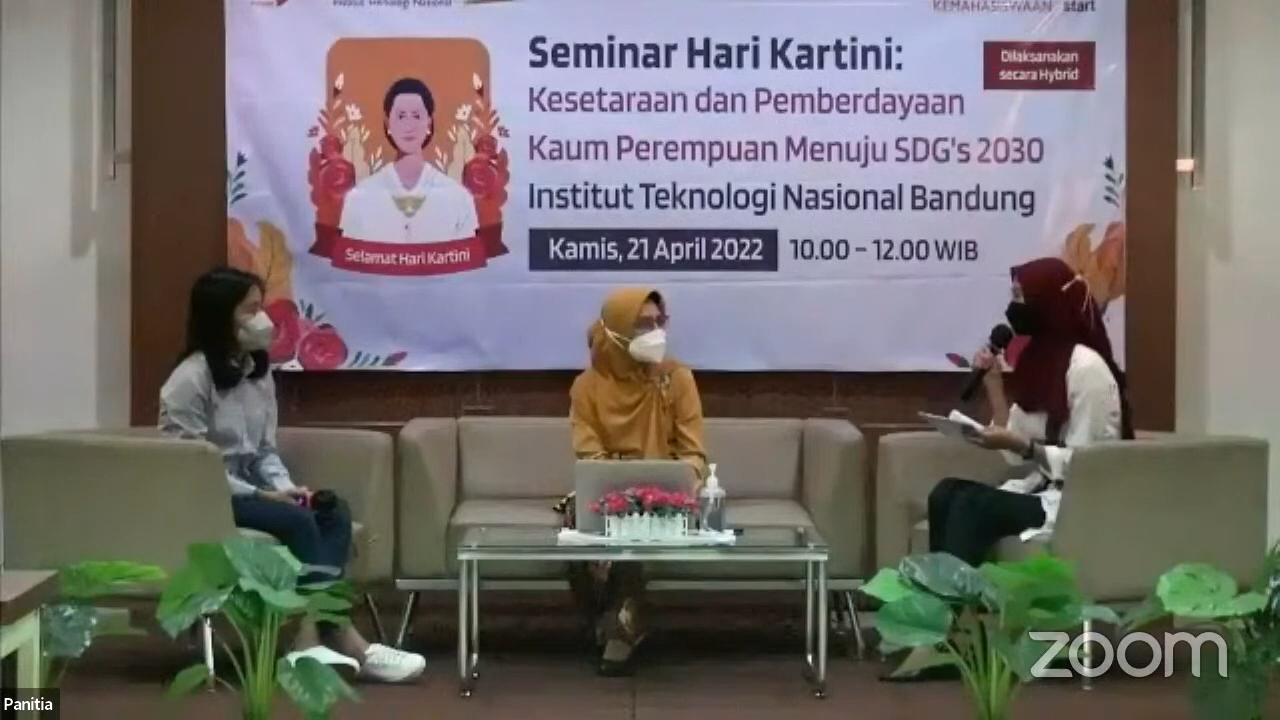 KEMAHASISWAAN start
Seminar Hari Kartini:
Dilaksanakan
secara Hybrid
Kesetaraan dan Pemberdayaan
Kaum Perempuan Menuju SDG's 2030
Institut Teknologi Nasional Bandung
Kamis, 21 April 2022 10.00 – 12.00 WIB
Selamat Hari Kartini
zoom
Panitia